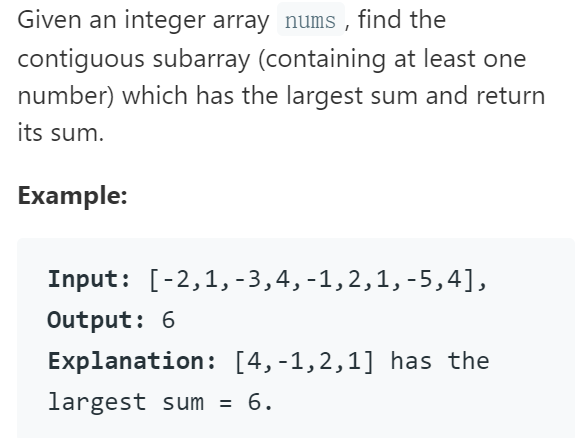 Given an integer array nums , find the
contiguous subarray (containing at least one
number) which has the largest sum and return
its sum.
Example:
Input: [-2,1,-3,4,-1,2,1,-5,4],
Output: 6
Explanation: [4,-1,2,1] has the
largest sum = 6.